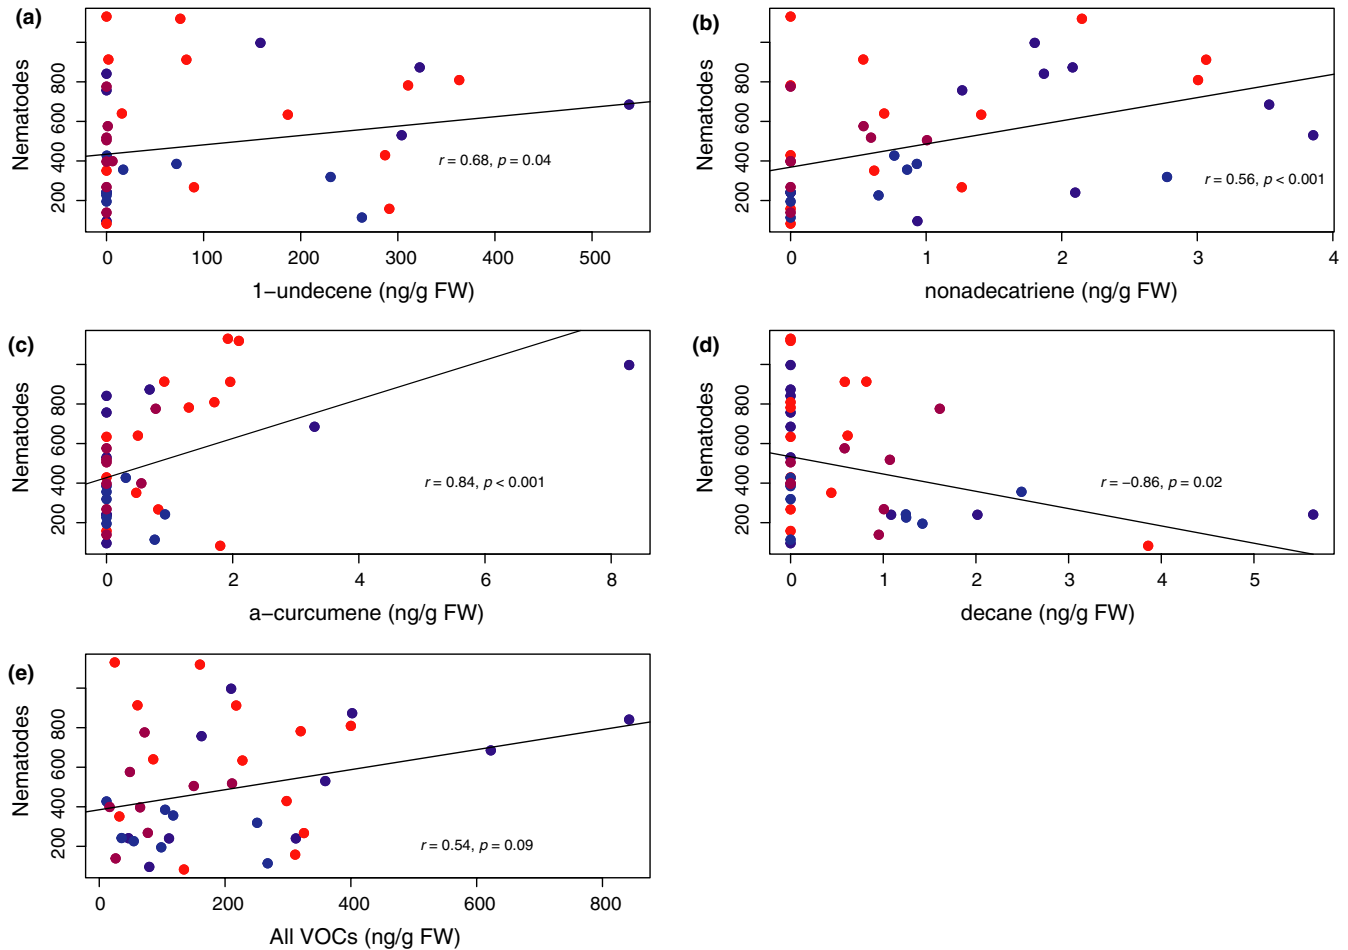 (a)
Nematodes
200 400 600 800
r = 0.68, p = 0.04
0 100 200 300 400 500
1−undecene (ng/g FW)
(b)
Nematodes
200 400 600 800
r = 0.56, p < 0.001
0 1 2 3 4
nonadecatriene (ng/g FW)
(c)
Nematodes
200 400 600 800
r = 0.84, p < 0.001
0 2 4 6 8
a−curcumene (ng/g FW)
(d)
Nematodes
200 400 600 800
r = −0.86, p = 0.02
0 1 2 3 4 5
decane (ng/g FW)
(e)
Nematodes
200 400 600 800
r = 0.54, p = 0.09
0 200 400 600 800
All VOCs (ng/g FW)